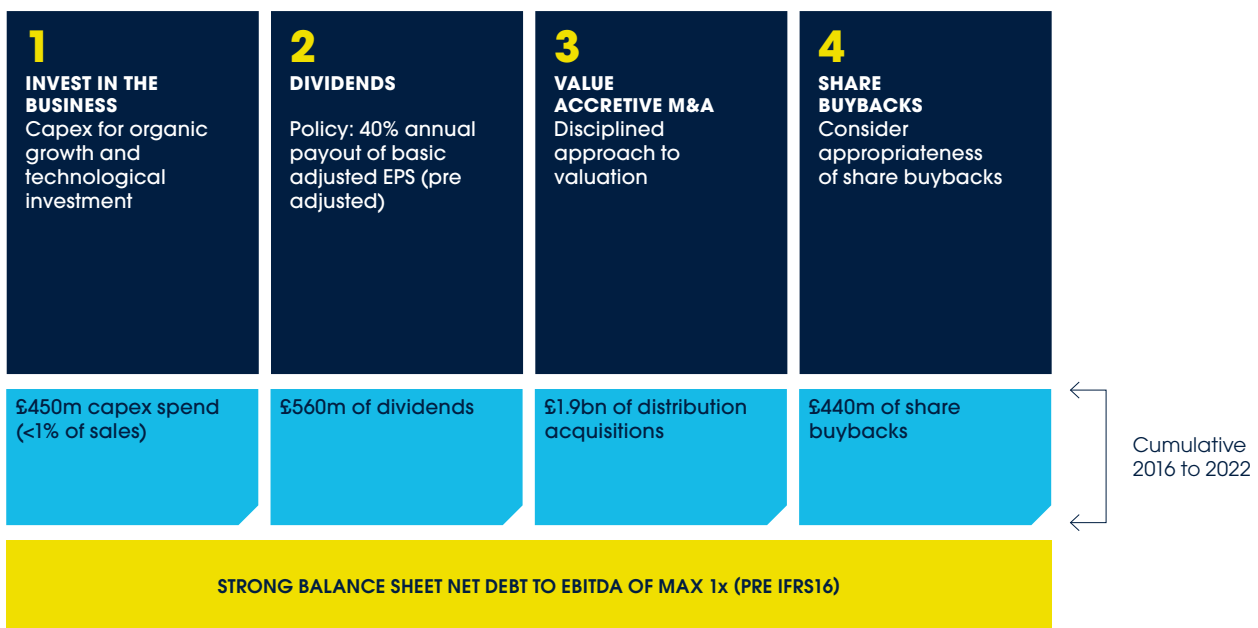 1
INVEST IN THE
BUSINESS
Capex for organic
growth and
technological
investment
2
DIVIDENDS
Policy: 40% annual
payout of basic
adjusted EPS (pre
adjusted)
3
VALUE
ACCRETIVE M&A
Disciplined
approach to
valuation
4
SHARE
BUYBACKS
Consider
appropriateness
of share buybacks
£450m capex spend
(<1% of sales)
£560m of dividends
£1.9bn of distribution
acquisitions
£440m of share
buybacks
Cumulative
2016 to 2022
STRONG BALANCE SHEET NET DEBT TO EBITDA OF MAX 1x (PRE IFRS16)